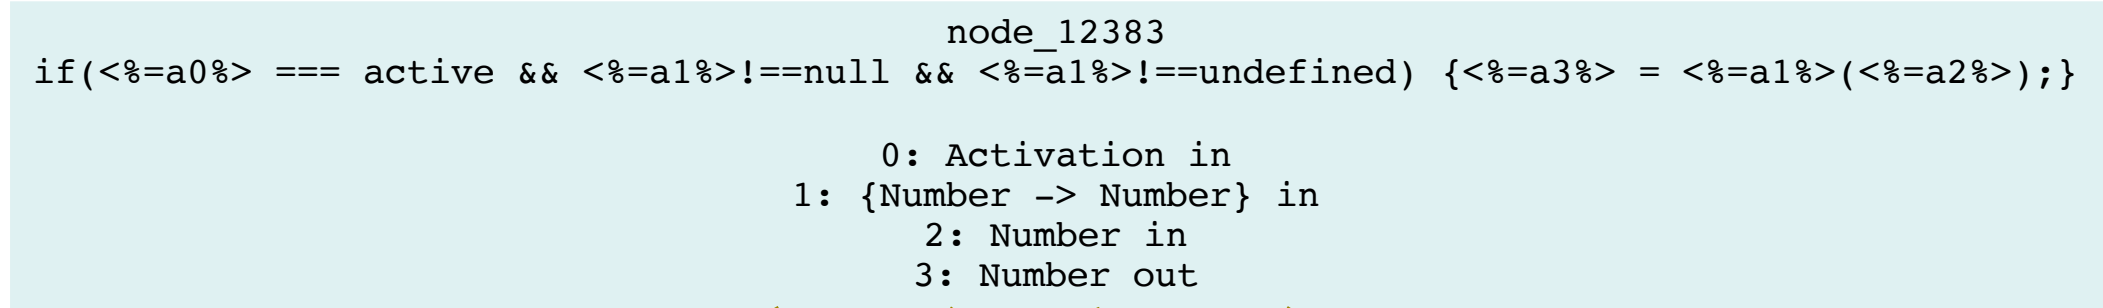 node_12383
if(<%=a0%> === active && <%=a1%>!==null && <%=a1%>!==undefined) {<%=a3%> = <%=a1%>(<%=a2%>);}
0: Activation in
1: {Number -> Number} in
2: Number in
3: Number out